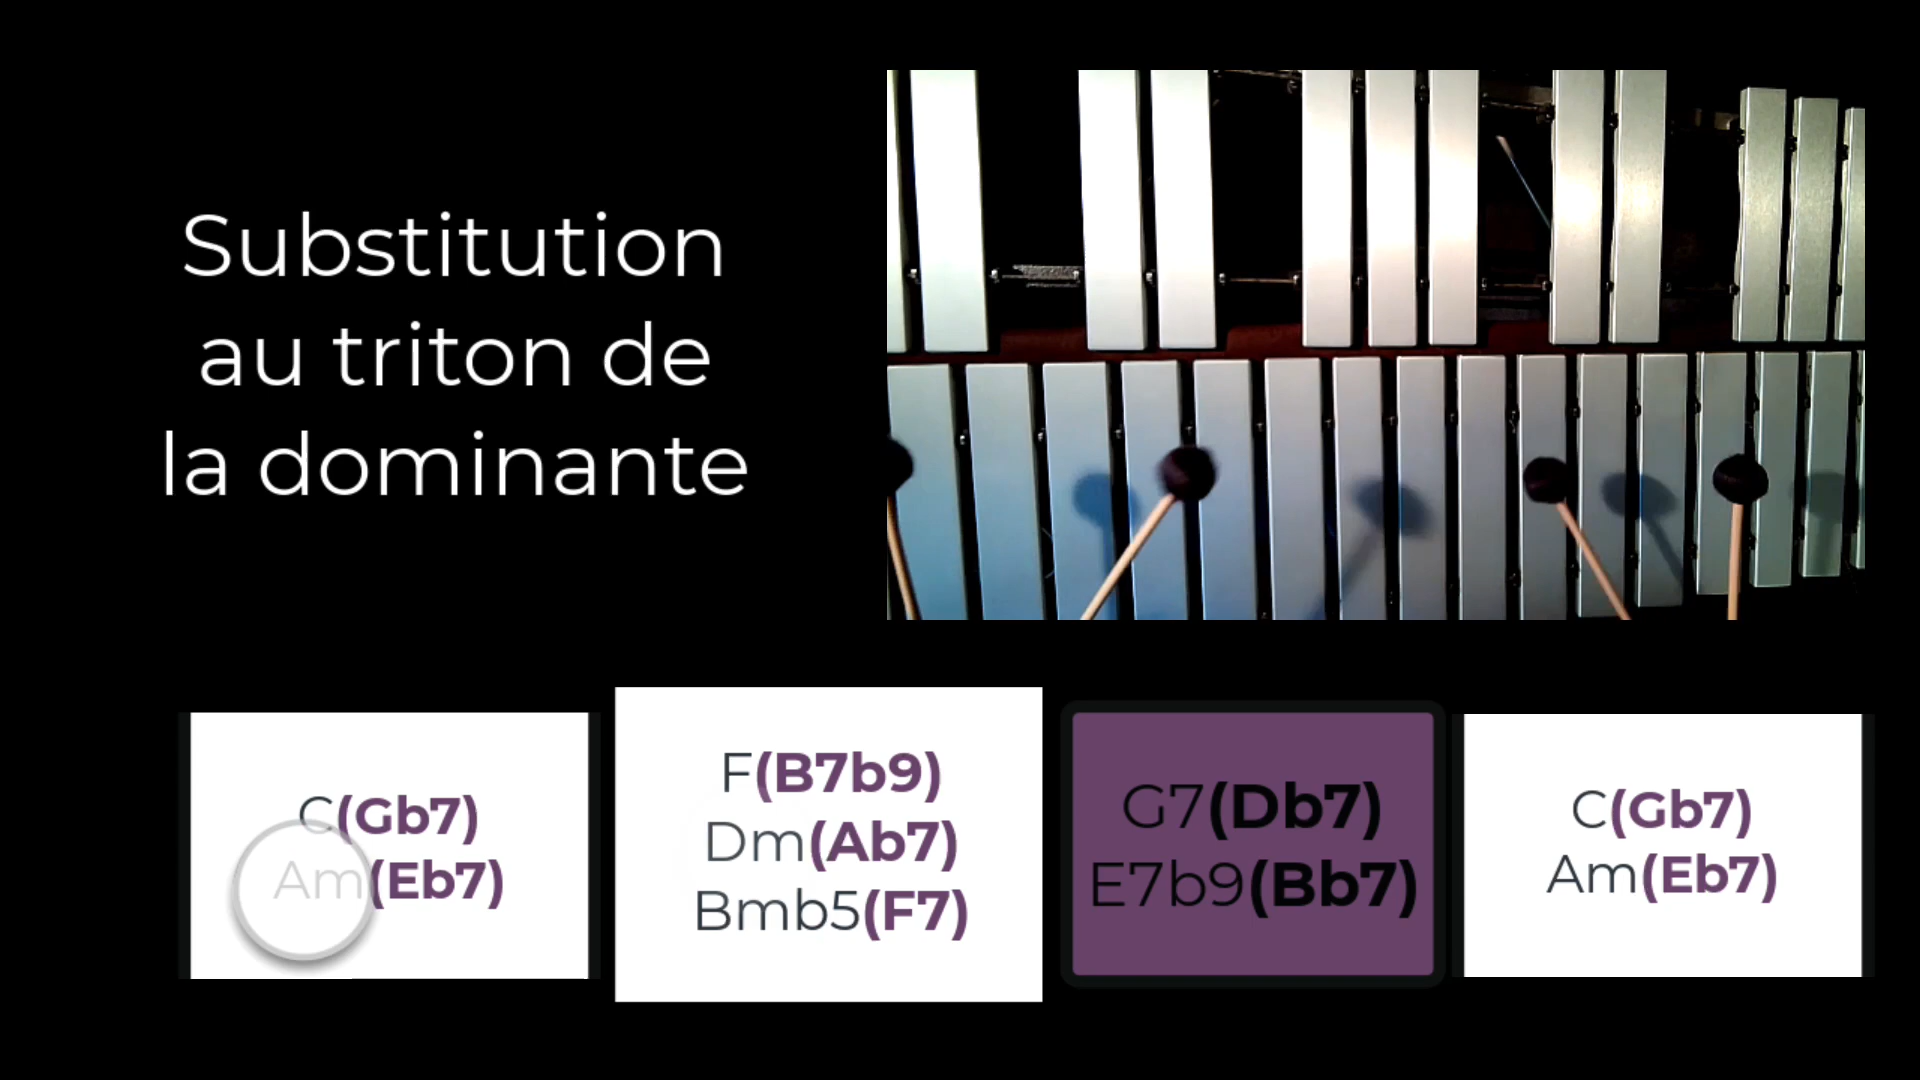 Substitution
au triton de
la dominante
C(Gb7)
Am(Eb7)
F(B7b9)
Dm(Ab7)
Bmb5(F7)
G7(Db7)
E7b9(Bb7)
C(Gb7)
Am(Eb7)